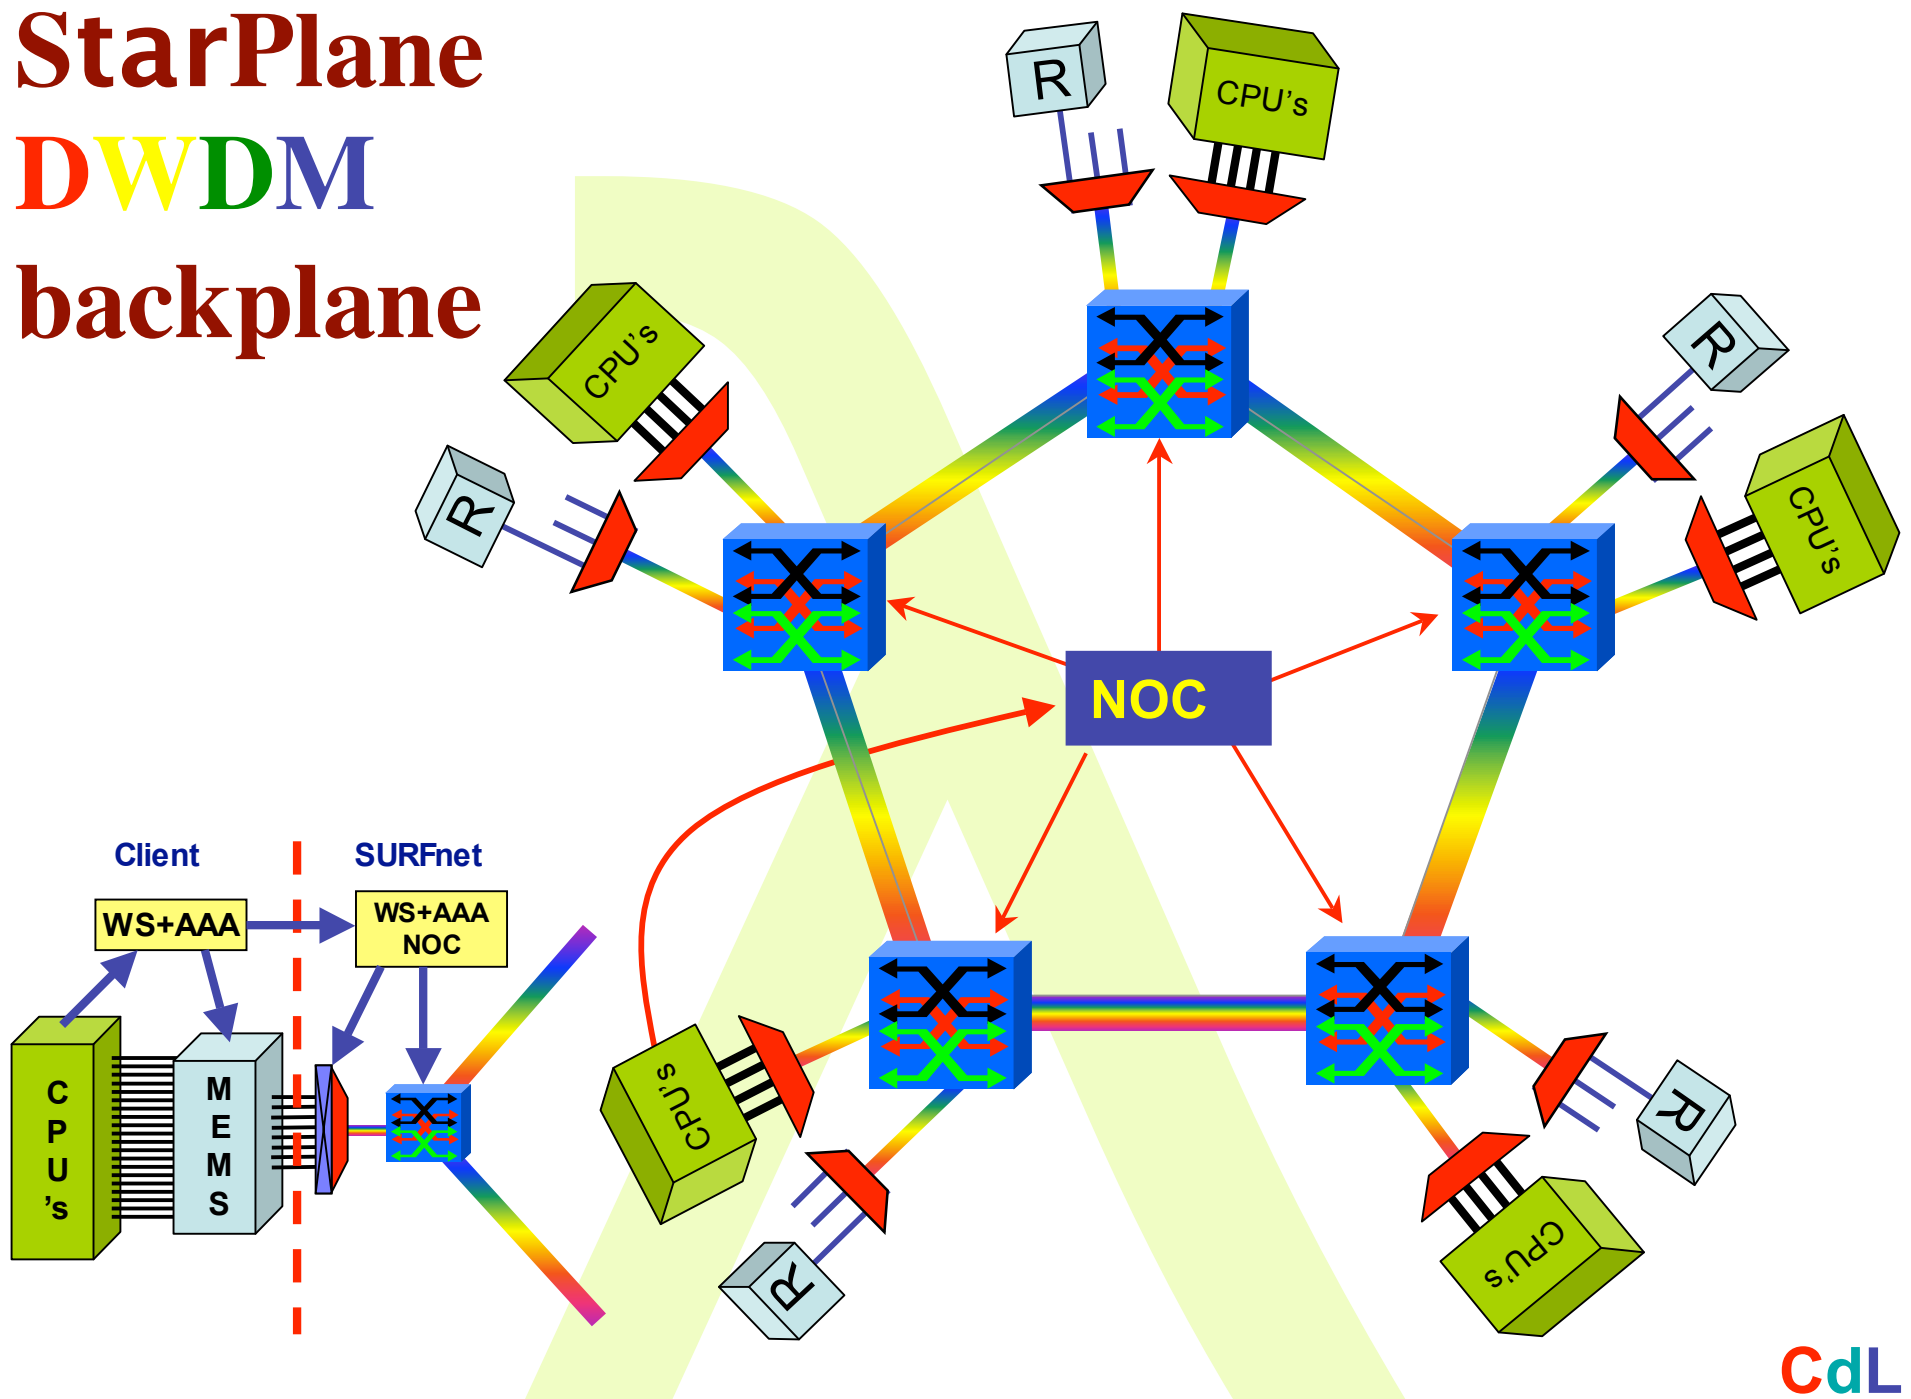 StarPlane
DWDM
backplane
R
CPU's
CPU's
R
R
CPU's
NOC
Client
SURFnet
WS+AAA
WS+AAA
NOC
C
P
U
's
M
E
M
S
CPU's
R
R
CPU's
CdL